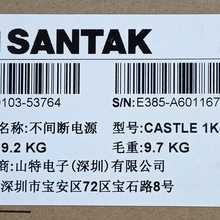 SANTAK
0103-53764
S/N:E385-A601167
名称:不间断电源
型号:CASTLE 1K
9.2 KG
毛重:9.7 KG
山特电子(深圳)有限公司
深圳市宝安区72区宝石路8号